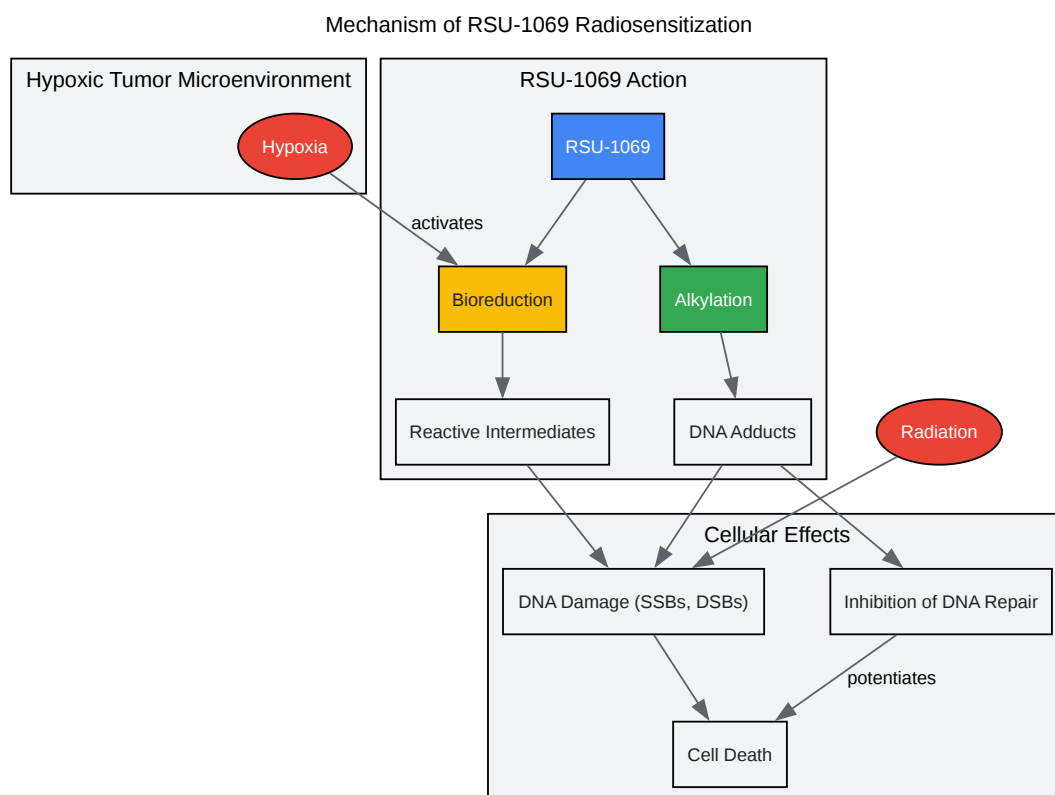 Mechanism of RSU-1069 Radiosensitization
Hypoxic Tumor Microenvironment
RSU-1069 Action
Hypoxia
RSU-1069
activates
Bioreduction
Alkylation
Reactive Intermediates
DNA Adducts
Radiation
Cellular Effects
DNA Damage (SSBs, DSBs)
Inhibition of DNA Repair
potentiates
Cell Death